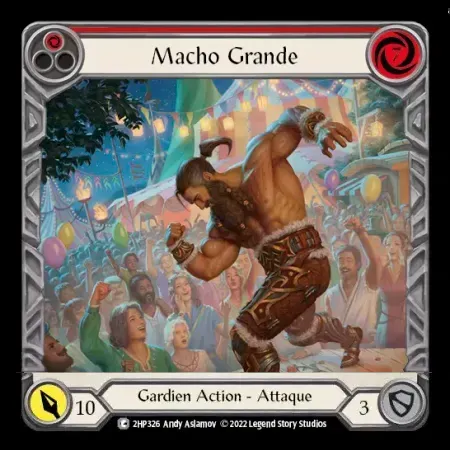 Macho Grande
Gardien Action - Attaque
10
3
C 2HP326 Andy Aslamov © 2022 Legend Story Studios